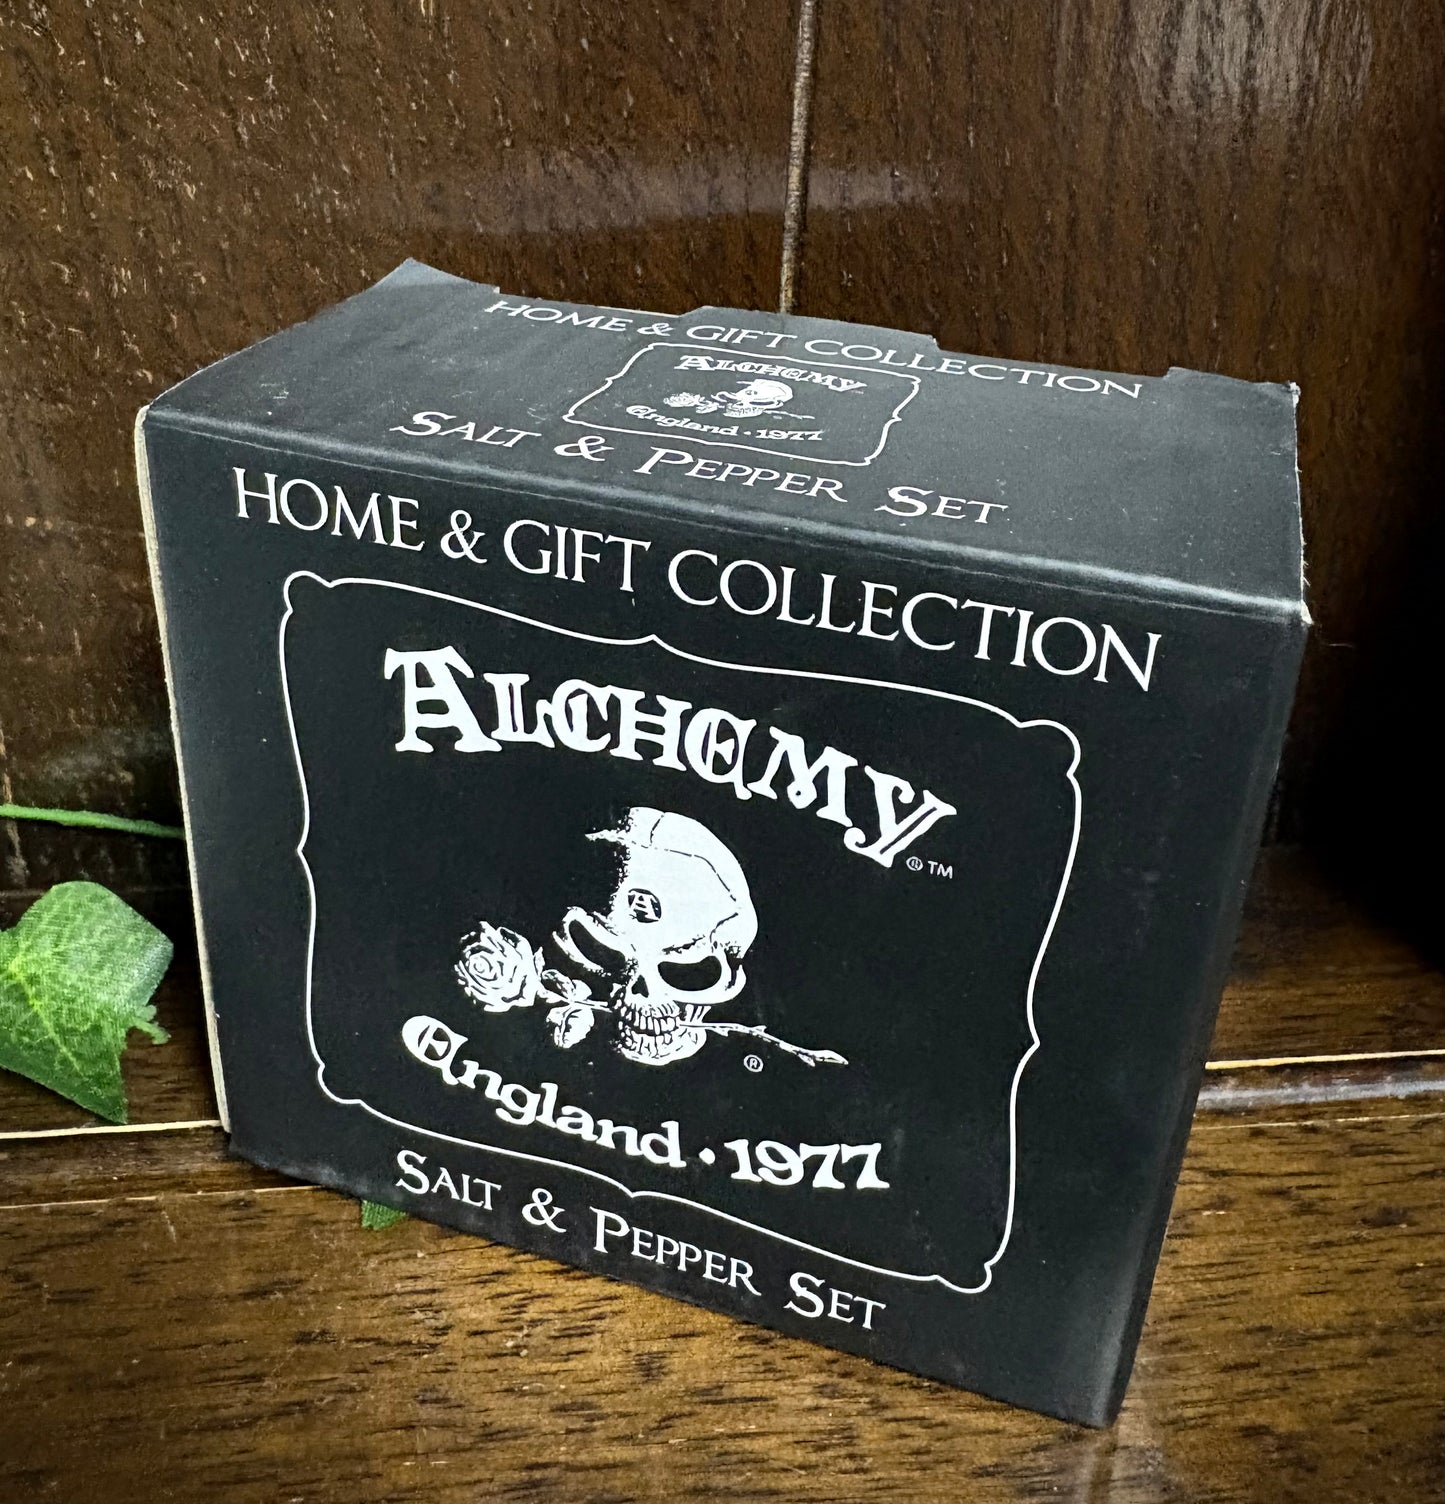 HOME & GIFT COLLECTION
ALCHEMY
England · 1977
SALT & PEPPER SET
HOME & GIFT COLLECTION
ALCHEMY ®™
A
®
England · 1977
SALT & PEPPER SET